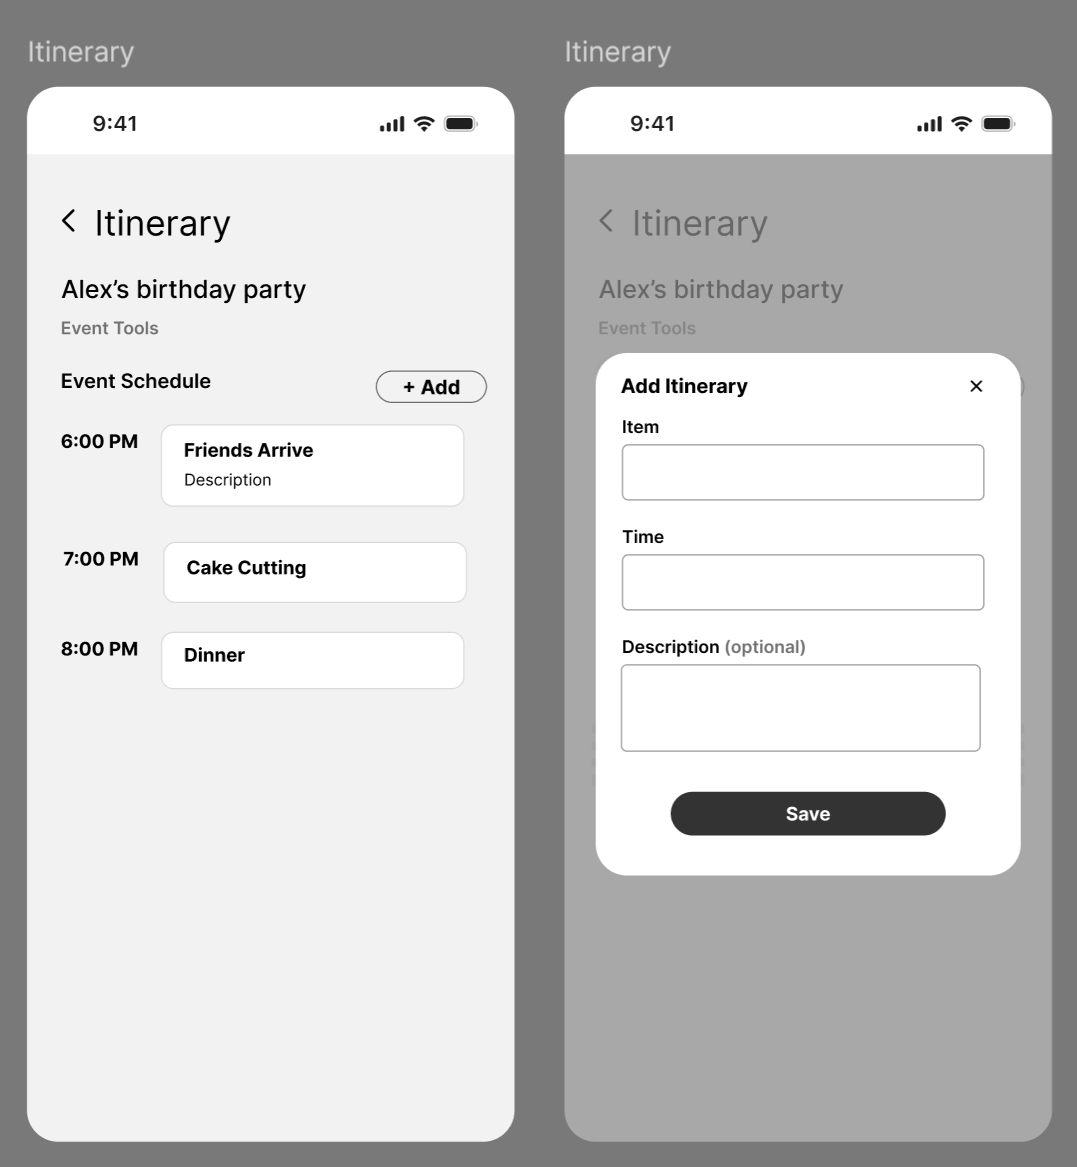 Itinerary
9:41
Itinerary
Alex’s birthday party
Event Tools
Event Schedule
+ Add
6:00 PM
Friends Arrive
Description
7:00 PM
Cake Cutting
8:00 PM
Dinner
Itinerary
9:41
Itinerary
Alex’s birthday party
Event Tools
Add Itinerary
Item
Time
Description (optional)
Save